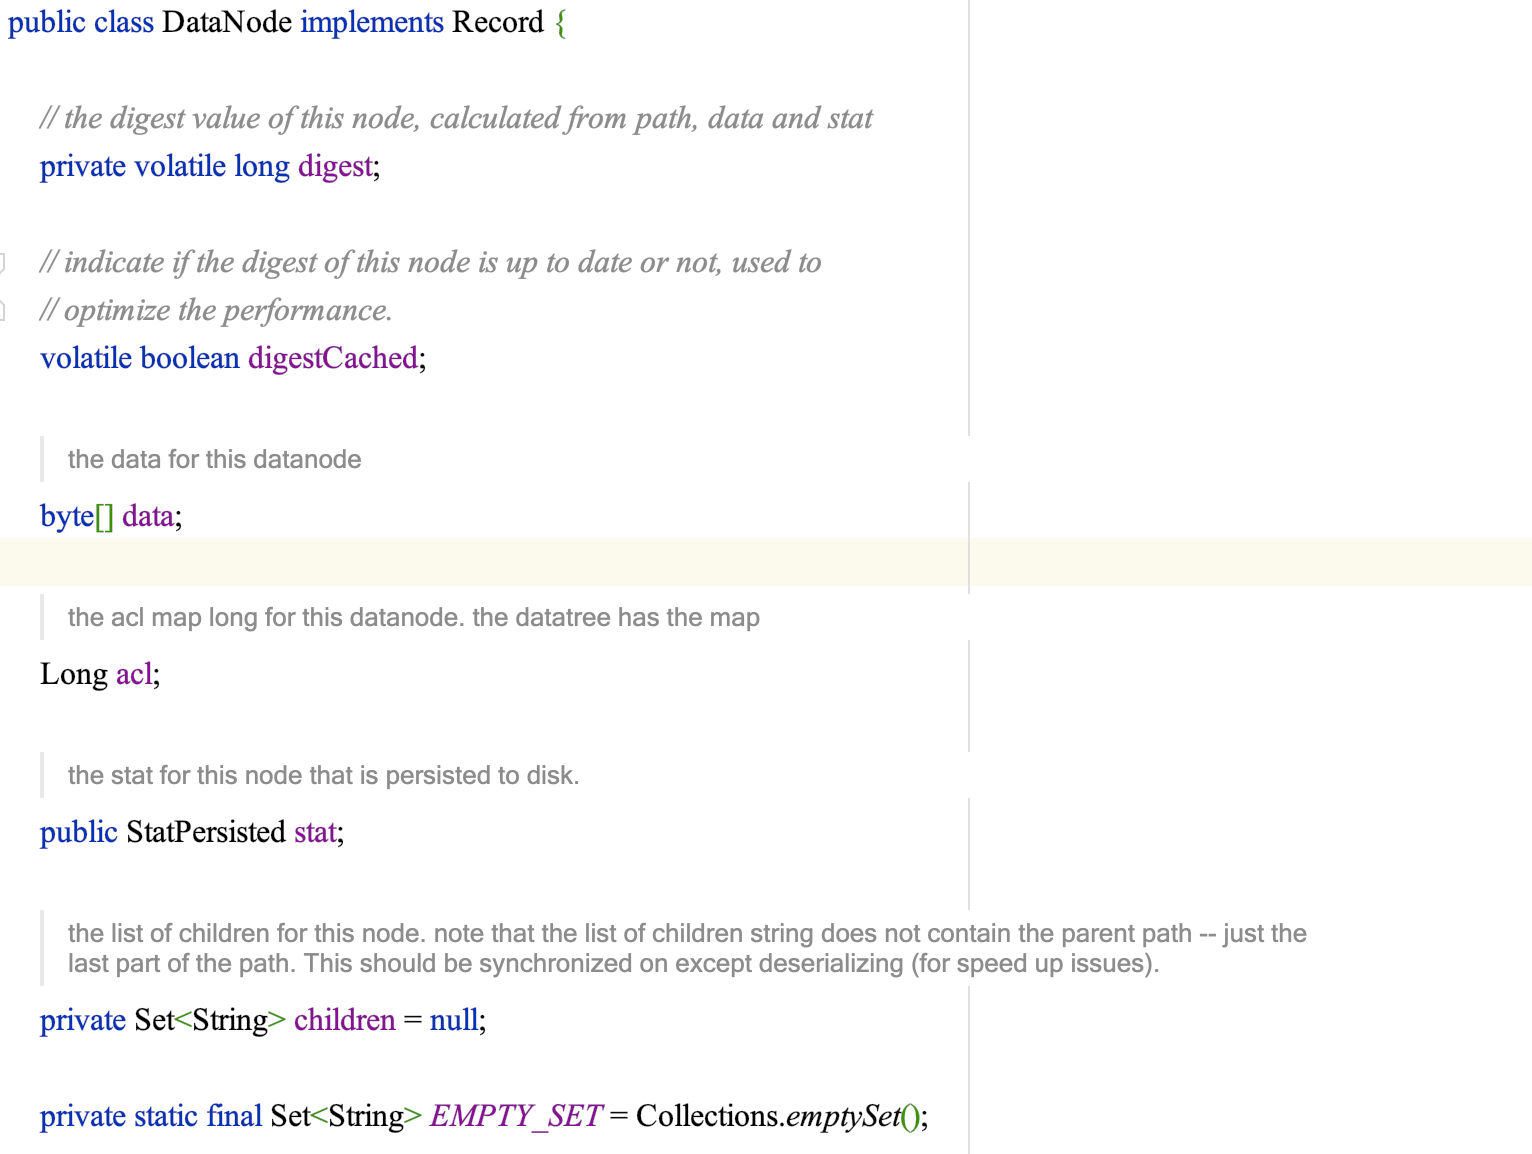 public class DataNode implements Record {
// the digest value of this node, calculated from path, data and stat
private volatile long digest;
// indicate if the digest of this node is up to date or not, used to
// optimize the performance.
volatile boolean digestCached;
the data for this datanode
byte[] data;
the acl map long for this datanode. the datatree has the map
Long acl;
the stat for this node that is persisted to disk.
public StatPersisted stat;
the list of children for this node. note that the list of children string does not contain the parent path -- just the
last part of the path. This should be synchronized on except deserializing (for speed up issues).
private Set<String> children = null;
private static final Set<String> EMPTY_SET = Collections.emptySet();